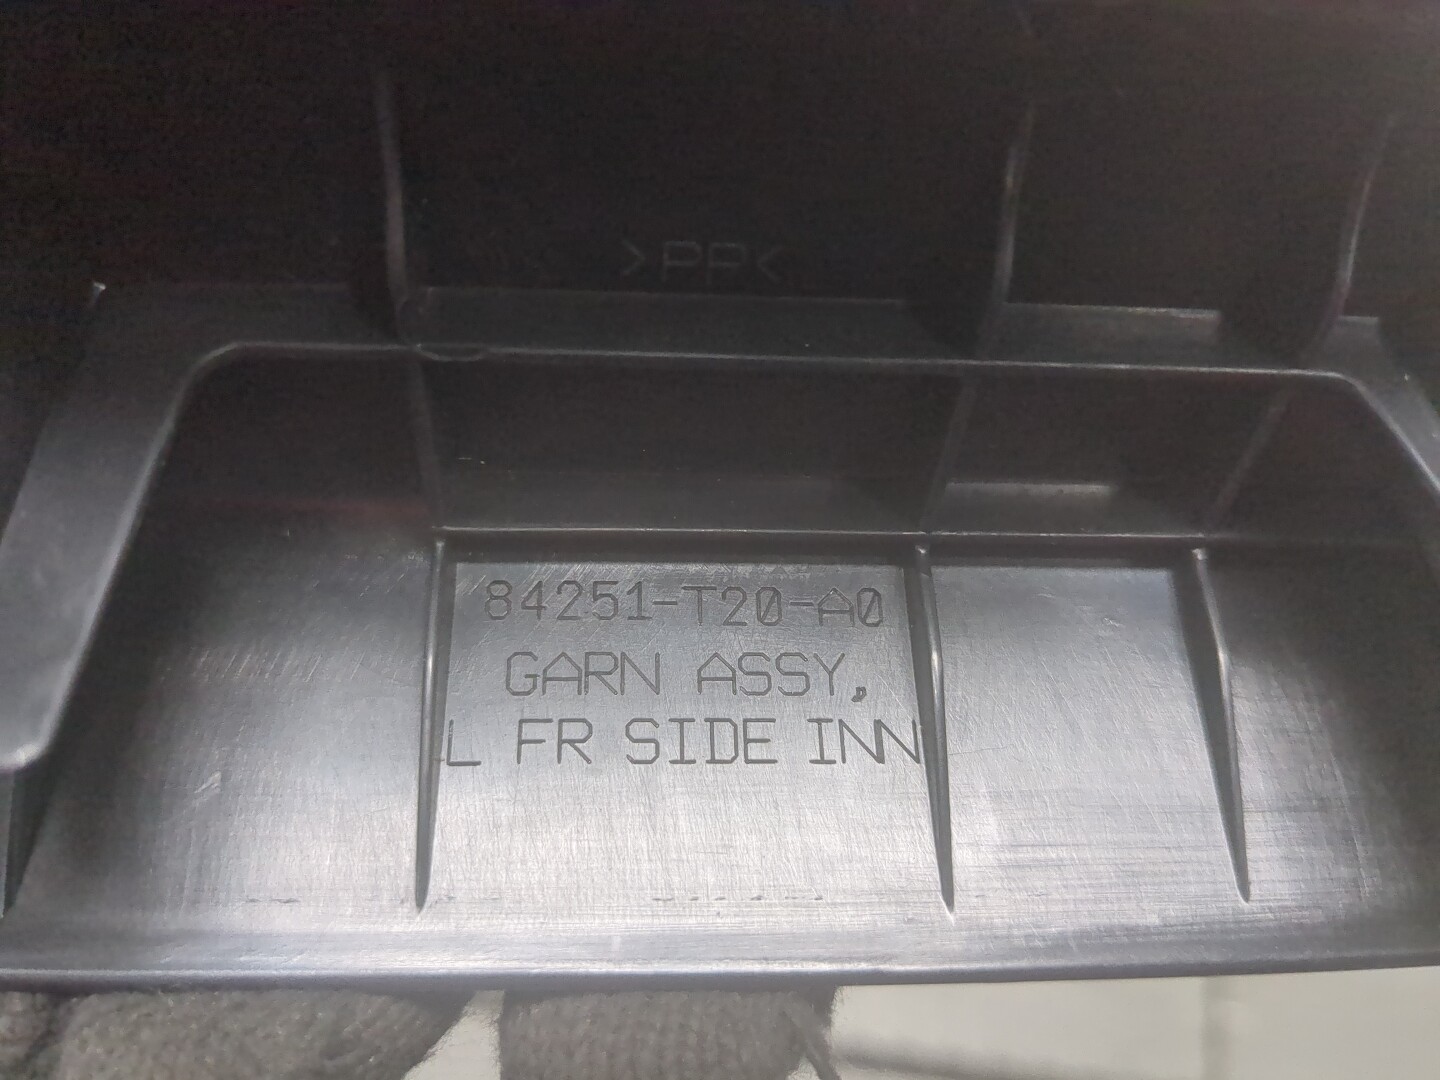 >PP<
84251-T20-A0
GARN ASSY,
L FR SIDE INN